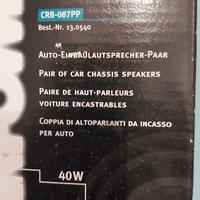 CRB-087PP
Best.-Nr. 13.0540
Auto-Einbaulautsprecher-Paar
Pair of car chassis speakers
Paire de haut-parleurs
voiture encastrables
Coppia di altoparlanti da incasso
per auto
40W